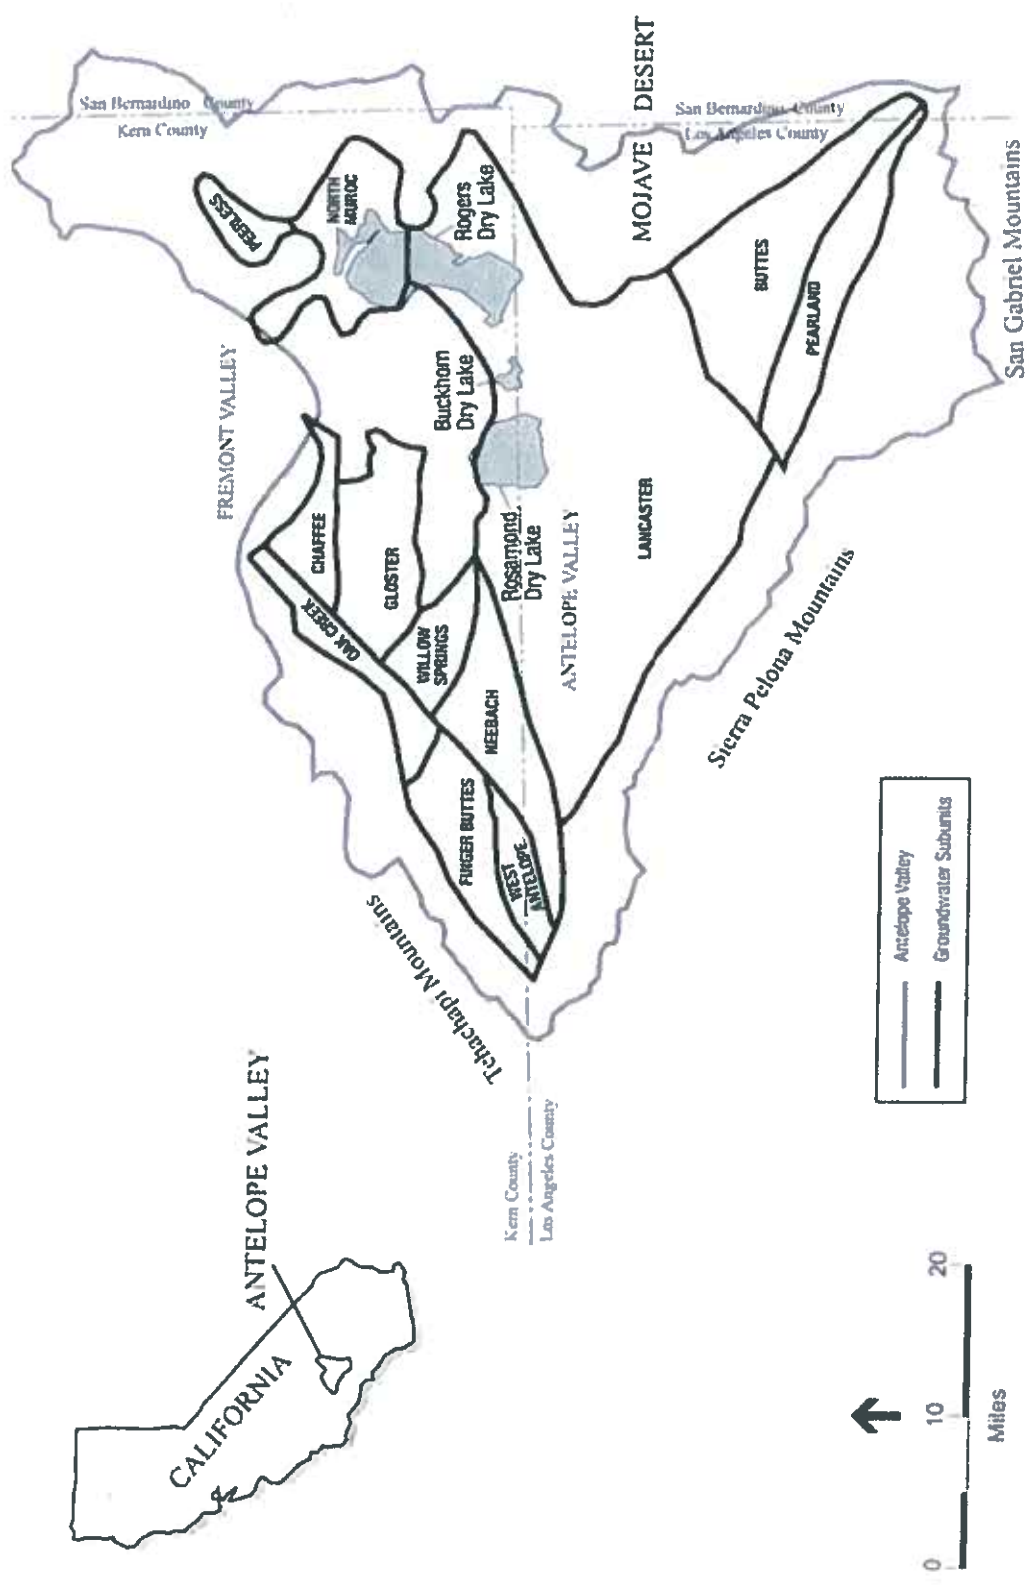 CALIFORNIA
ANTELOPE VALLEY
San Bernardino County
Kern County
FREMONT VALLEY
PEERLESS
NORTH
MUROC
CHAFFEE
OAK CREEK
GLOSTER
Tehachapi Mountains
WILLOW
SPRINGS
Buckhorn
Dry Lake
Rogers
Dry Lake
FINGER BUTTES
NEENACH
WEST
ANTELOPE
Rosamond
Dry Lake
Kern County
Los Angeles County
ANTELOPE VALLEY
MOJAVE DESERT
LANCASTER
San Bernardino County
Los Angeles County
BUTTES
PEARLAND
Sierra Pelona Mountains
San Gabriel Mountains
Antelope Valley
Groundwater Subunits
0 10 20
Miles